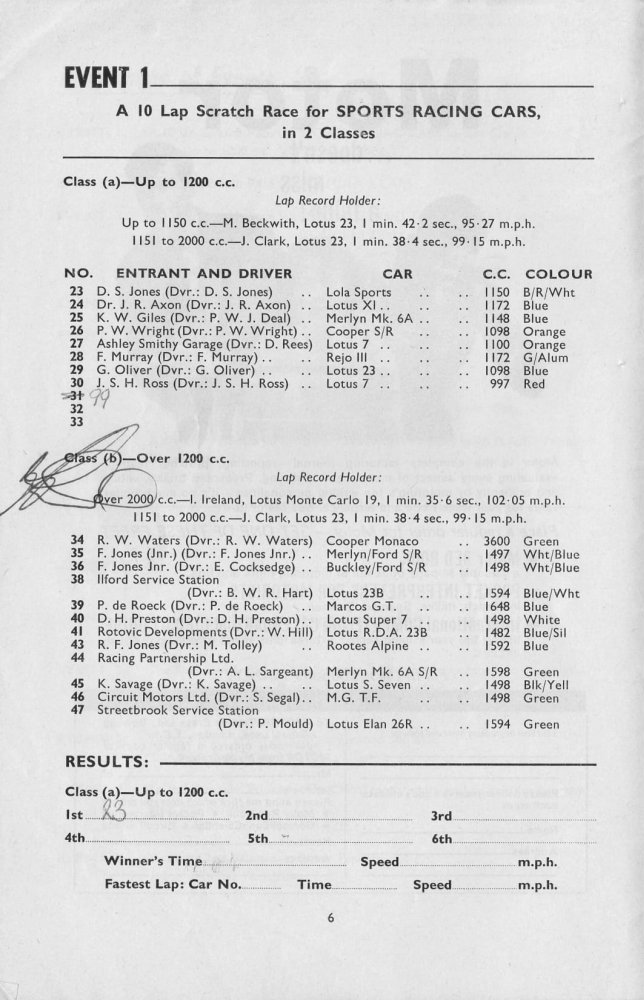 EVENT 1
A 10 Lap Scratch Race for SPORTS RACING CARS,
in 2 Classes
Class (a)—Up to 1200 c.c.
Lap Record Holder:
Up to 1150 c.c.—M. Beckwith, Lotus 23, 1 min. 42·2 sec., 95·27 m.p.h.
1151 to 2000 c.c.—J. Clark, Lotus 23, 1 min. 38·4 sec., 99·15 m.p.h.
NO. ENTRANT AND DRIVER CAR C.C. COLOUR
23 D. S. Jones (Dvr.: D. S. Jones) .. Lola Sports .. .. 1150 B/R/Wht
24 Dr. J. R. Axon (Dvr.: J. R. Axon) .. Lotus XI .. .. .. 1172 Blue
25 K. W. Giles (Dvr.: P. W. J. Deal) .. Merlyn Mk. 6A .. .. 1148 Blue
26 P. W. Wright (Dvr.: P. W. Wright) .. Cooper S/R .. .. 1098 Orange
27 Ashley Smithy Garage (Dvr.: D. Rees) Lotus 7 .. .. .. 1100 Orange
28 F. Murray (Dvr.: F. Murray) .. .. Rejo III .. .. .. 1172 G/Alum
29 G. Oliver (Dvr.: G. Oliver) .. .. Lotus 23 .. .. .. 1098 Blue
30 J. S. H. Ross (Dvr.: J. S. H. Ross) .. Lotus 7 .. .. .. 997 Red
31 99
32
33
Class (b)—Over 1200 c.c.
Lap Record Holder:
Over 2000 c.c.—I. Ireland, Lotus Monte Carlo 19, 1 min. 35·6 sec., 102·05 m.p.h.
1151 to 2000 c.c.—J. Clark, Lotus 23, 1 min. 38·4 sec., 99·15 m.p.h.
34 R. W. Waters (Dvr.: R. W. Waters) Cooper Monaco .. 3600 Green
35 F. Jones (Jnr.) (Dvr.: F. Jones Jnr.) .. Merlyn/Ford S/R .. 1497 Wht/Blue
36 F. Jones Jnr. (Dvr.: E. Cocksedge) .. Buckley/Ford S/R .. 1498 Wht/Blue
38 Ilford Service Station
(Dvr.: B. W. R. Hart) Lotus 23B .. .. 1594 Blue/Wht
39 P. de Roeck (Dvr.: P. de Roeck) .. Marcos G.T. .. .. 1648 Blue
40 D. H. Preston (Dvr.: D. H. Preston) .. Lotus Super 7 .. .. 1498 White
41 Rotovic Developments (Dvr.: W. Hill) Lotus R.D.A. 23B .. 1482 Blue/Sil
43 R. F. Jones (Dvr.: M. Tolley) .. Rootes Alpine .. .. 1592 Blue
44 Racing Partnership Ltd.
(Dvr.: A. L. Sargeant) Merlyn Mk. 6A S/R .. 1598 Green
45 K. Savage (Dvr.: K. Savage) .. .. Lotus S. Seven .. .. 1498 Blk/Yell
46 Circuit Motors Ltd. (Dvr.: S. Segal) .. M.G. T.F. .. .. 1498 Green
47 Streetbrook Service Station
(Dvr.: P. Mould) Lotus Elan 26R .. .. 1594 Green
RESULTS:
Class (a)—Up to 1200 c.c.
1st 23 2nd 3rd
4th 5th 6th
Winner's Time Speed m.p.h.
Fastest Lap: Car No. Time Speed m.p.h.
6